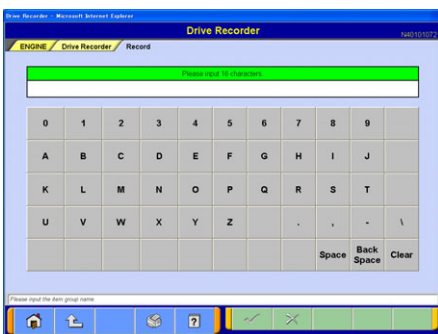 Drive Recorder - Microsoft Internet Explorer
Drive Recorder
N40101072
ENGINE Drive Recorder Record
Please input 16 characters.
0 1 2 3 4 5 6 7 8 9
A B C D E F G H I J
K L M N O P Q R S T
U V W X Y Z . , - \
Space Back Space Clear
Please input the item group name
?